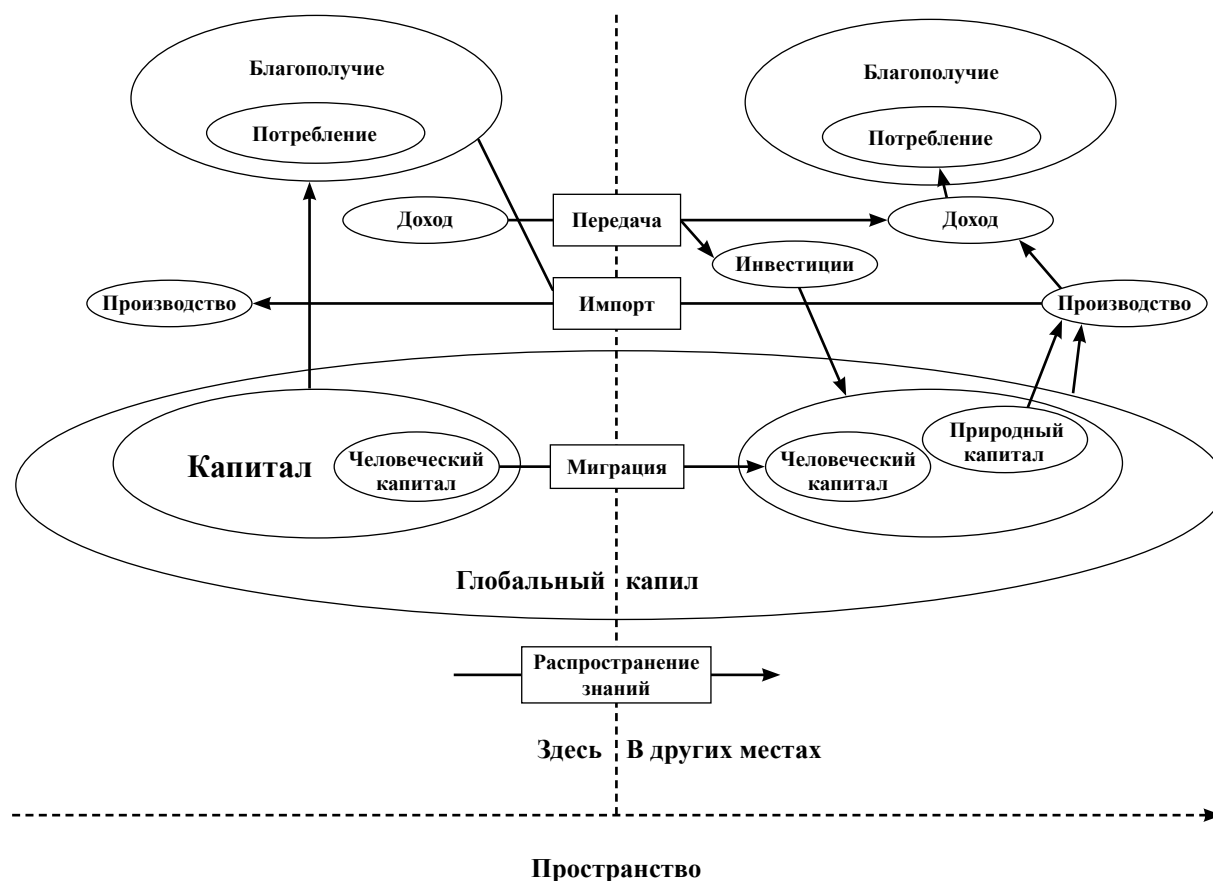 Благополучие
Благополучие
Потребление
Потребление
Доход
Передача
Доход
Инвестиции
Производство
Импорт
Производство
Капитал
Человеческий
капитал
Миграция
Человеческий
капитал
Природный
капитал
Глобальный капил
Распространение
знаний
Здесь
В других местах
Пространство